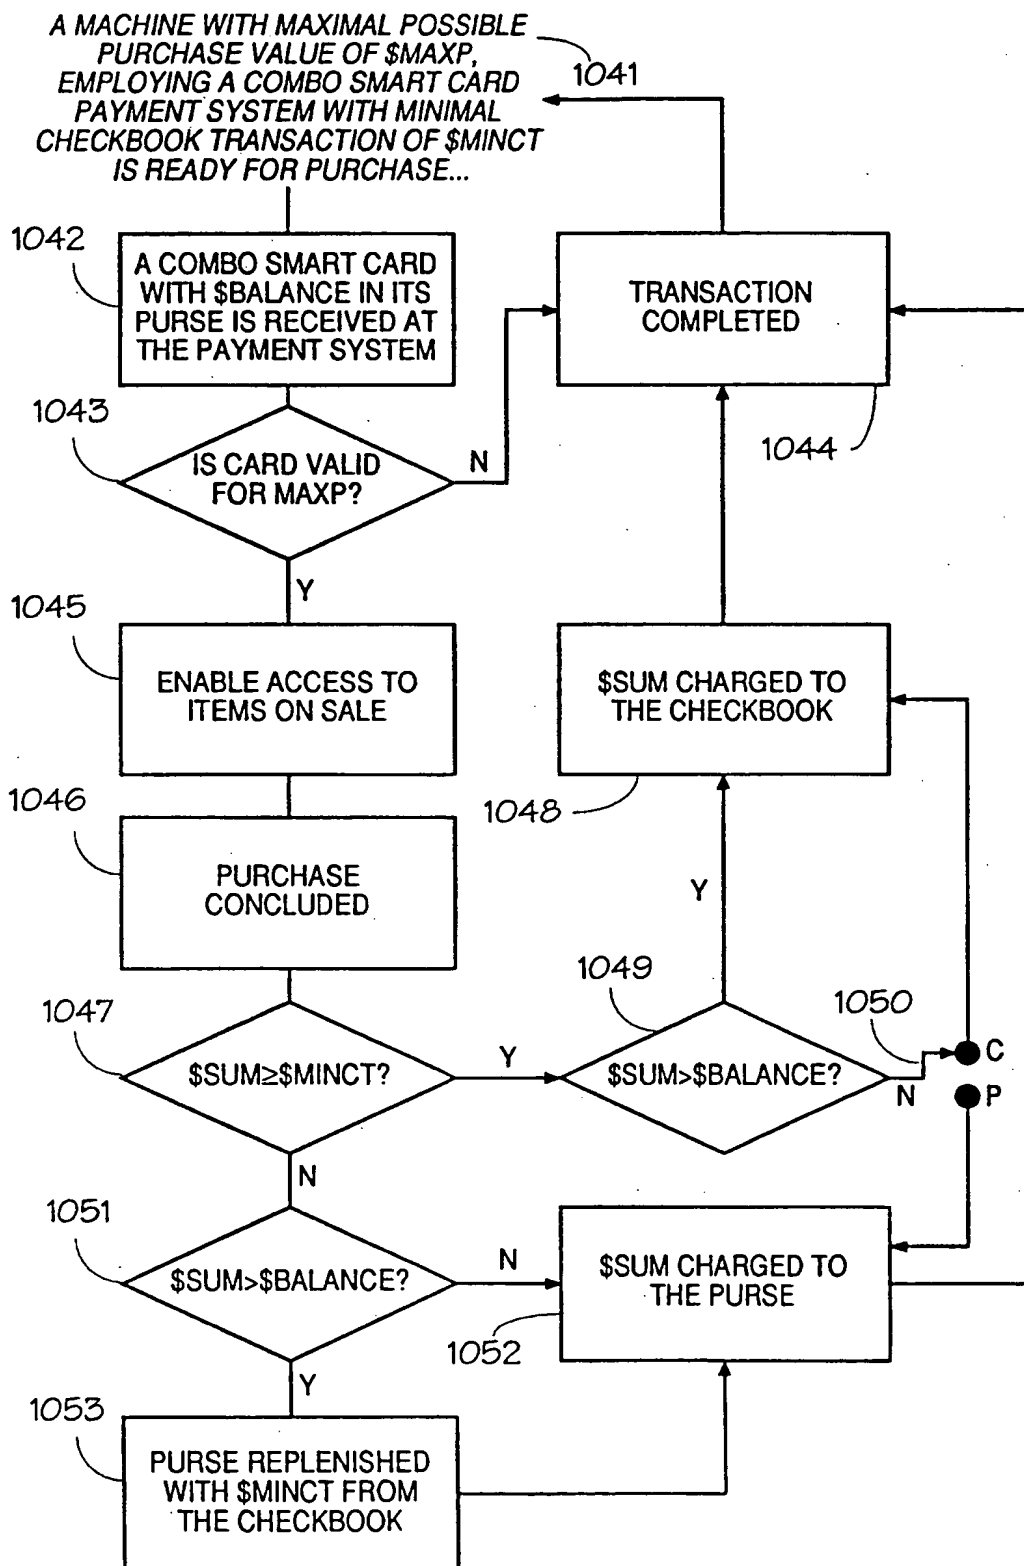 A MACHINE WITH MAXIMAL POSSIBLE
PURCHASE VALUE OF $MAXP,
EMPLOYING A COMBO SMART CARD
PAYMENT SYSTEM WITH MINIMAL
CHECKBOOK TRANSACTION OF $MINCT
IS READY FOR PURCHASE...
1041
1042
A COMBO SMART CARD
WITH $BALANCE IN ITS
PURSE IS RECEIVED AT
THE PAYMENT SYSTEM
TRANSACTION
COMPLETED
1044
1043
IS CARD VALID
FOR MAXP?
N
Y
1045
ENABLE ACCESS TO
ITEMS ON SALE
$SUM CHARGED TO
THE CHECKBOOK
1048
1046
PURCHASE
CONCLUDED
Y
1047
$SUM≥$MINCT?
Y
1049
$SUM>$BALANCE?
1050
N
C
P
N
1051
$SUM>$BALANCE?
N
$SUM CHARGED TO
THE PURSE
1052
Y
1053
PURSE REPLENISHED
WITH $MINCT FROM
THE CHECKBOOK